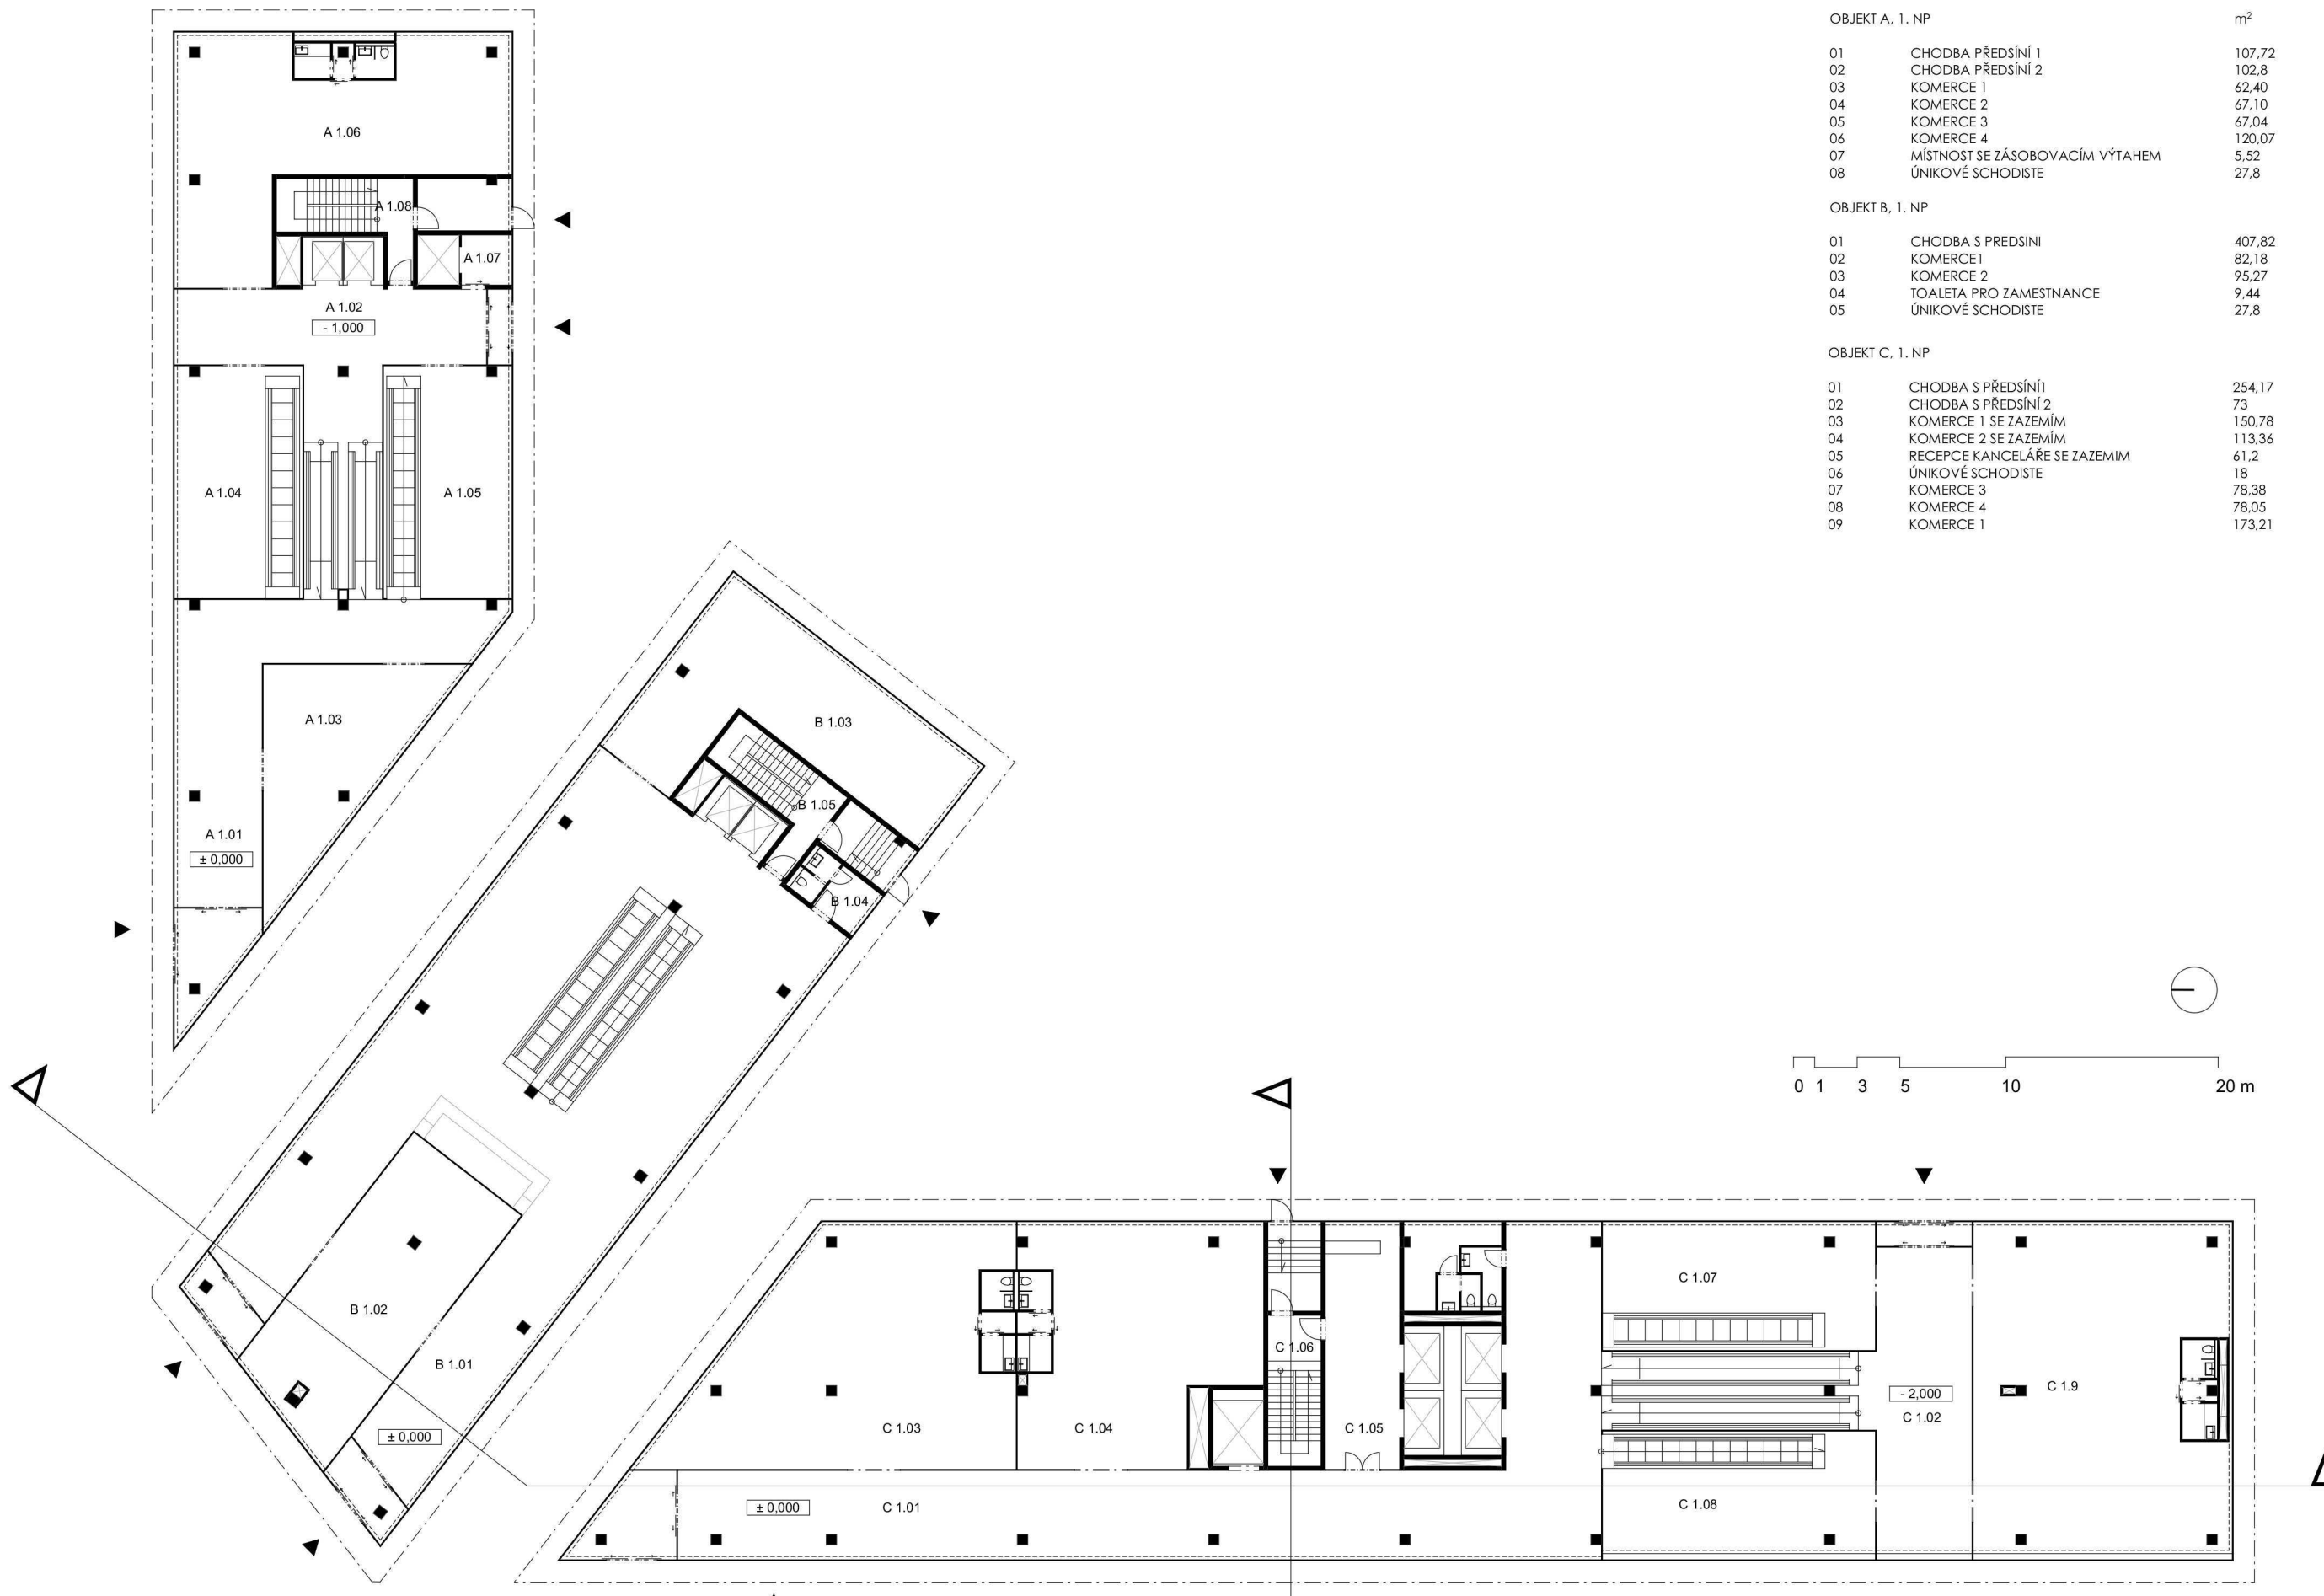 OBJEKT A, 1. NP m²
01 CHODBA PŘEDSÍNÍ 1 107,72
02 CHODBA PŘEDSÍNÍ 2 102,8
03 KOMERCE 1 62,40
04 KOMERCE 2 67,10
05 KOMERCE 3 67,04
06 KOMERCE 4 120,07
07 MÍSTNOST SE ZÁSOBOVACÍM VÝTAHEM 5,52
08 ÚNIKOVÉ SCHODISTE 27,8
OBJEKT B, 1. NP
01 CHODBA S PREDSINI 407,82
02 KOMERCE1 82,18
03 KOMERCE 2 95,27
04 TOALETA PRO ZAMESTNANCE 9,44
05 ÚNIKOVÉ SCHODISTE 27,8
OBJEKT C, 1. NP
01 CHODBA S PŘEDSÍNÍ1 254,17
02 CHODBA S PŘEDSÍNÍ 2 73
03 KOMERCE 1 SE ZAZEMÍM 150,78
04 KOMERCE 2 SE ZAZEMÍM 113,36
05 RECEPCE KANCELÁŘE SE ZAZEMIM 61,2
06 ÚNIKOVÉ SCHODISTE 18
07 KOMERCE 3 78,38
08 KOMERCE 4 78,05
09 KOMERCE 1 173,21
A 1.06
A 1.08
A 1.07
A 1.02
- 1,000
A 1.04
A 1.05
A 1.03
A 1.01
± 0,000
B 1.03
B 1.05
B 1.04
B 1.02
B 1.01
± 0,000
0 1 3 5 10 20 m
C 1.07
C 1.06
C 1.9
- 2,000
C 1.02
C 1.03
C 1.04
C 1.05
± 0,000
C 1.01
C 1.08